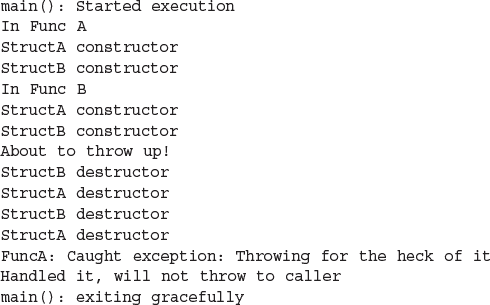 main(): Started execution
In Func A
StructA constructor
StructB constructor
In Func B
StructA constructor
StructB constructor
About to throw up!
StructB destructor
StructA destructor
StructB destructor
StructA destructor
FuncA: Caught exception: Throwing for the heck of it
Handled it, will not throw to caller
main(): exiting gracefully